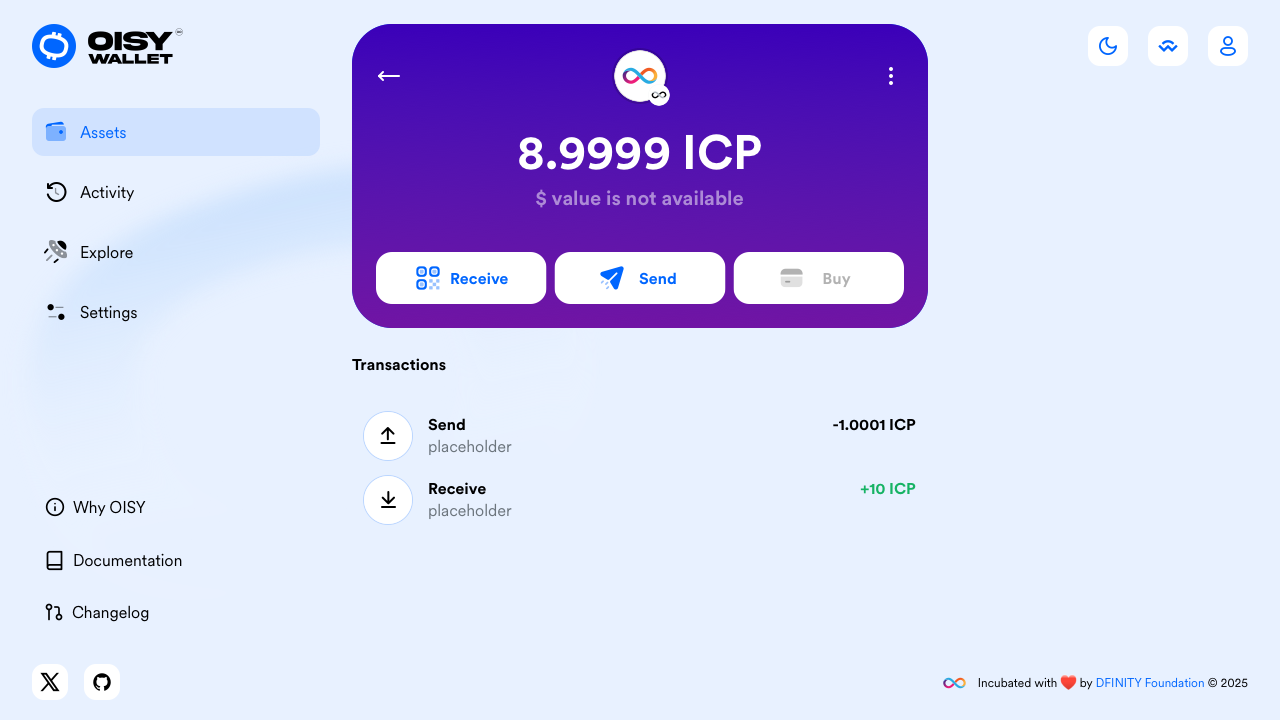 OISY
WALLET
Assets
Activity
Explore
Settings
Why OISY
Documentation
Changelog
8.9999 ICP
$ value is not available
Receive
Send
Buy
Transactions
Send
-1.0001 ICP
placeholder
Receive
+10 ICP
placeholder
Incubated with ❤️ by DFINITY Foundation © 2025